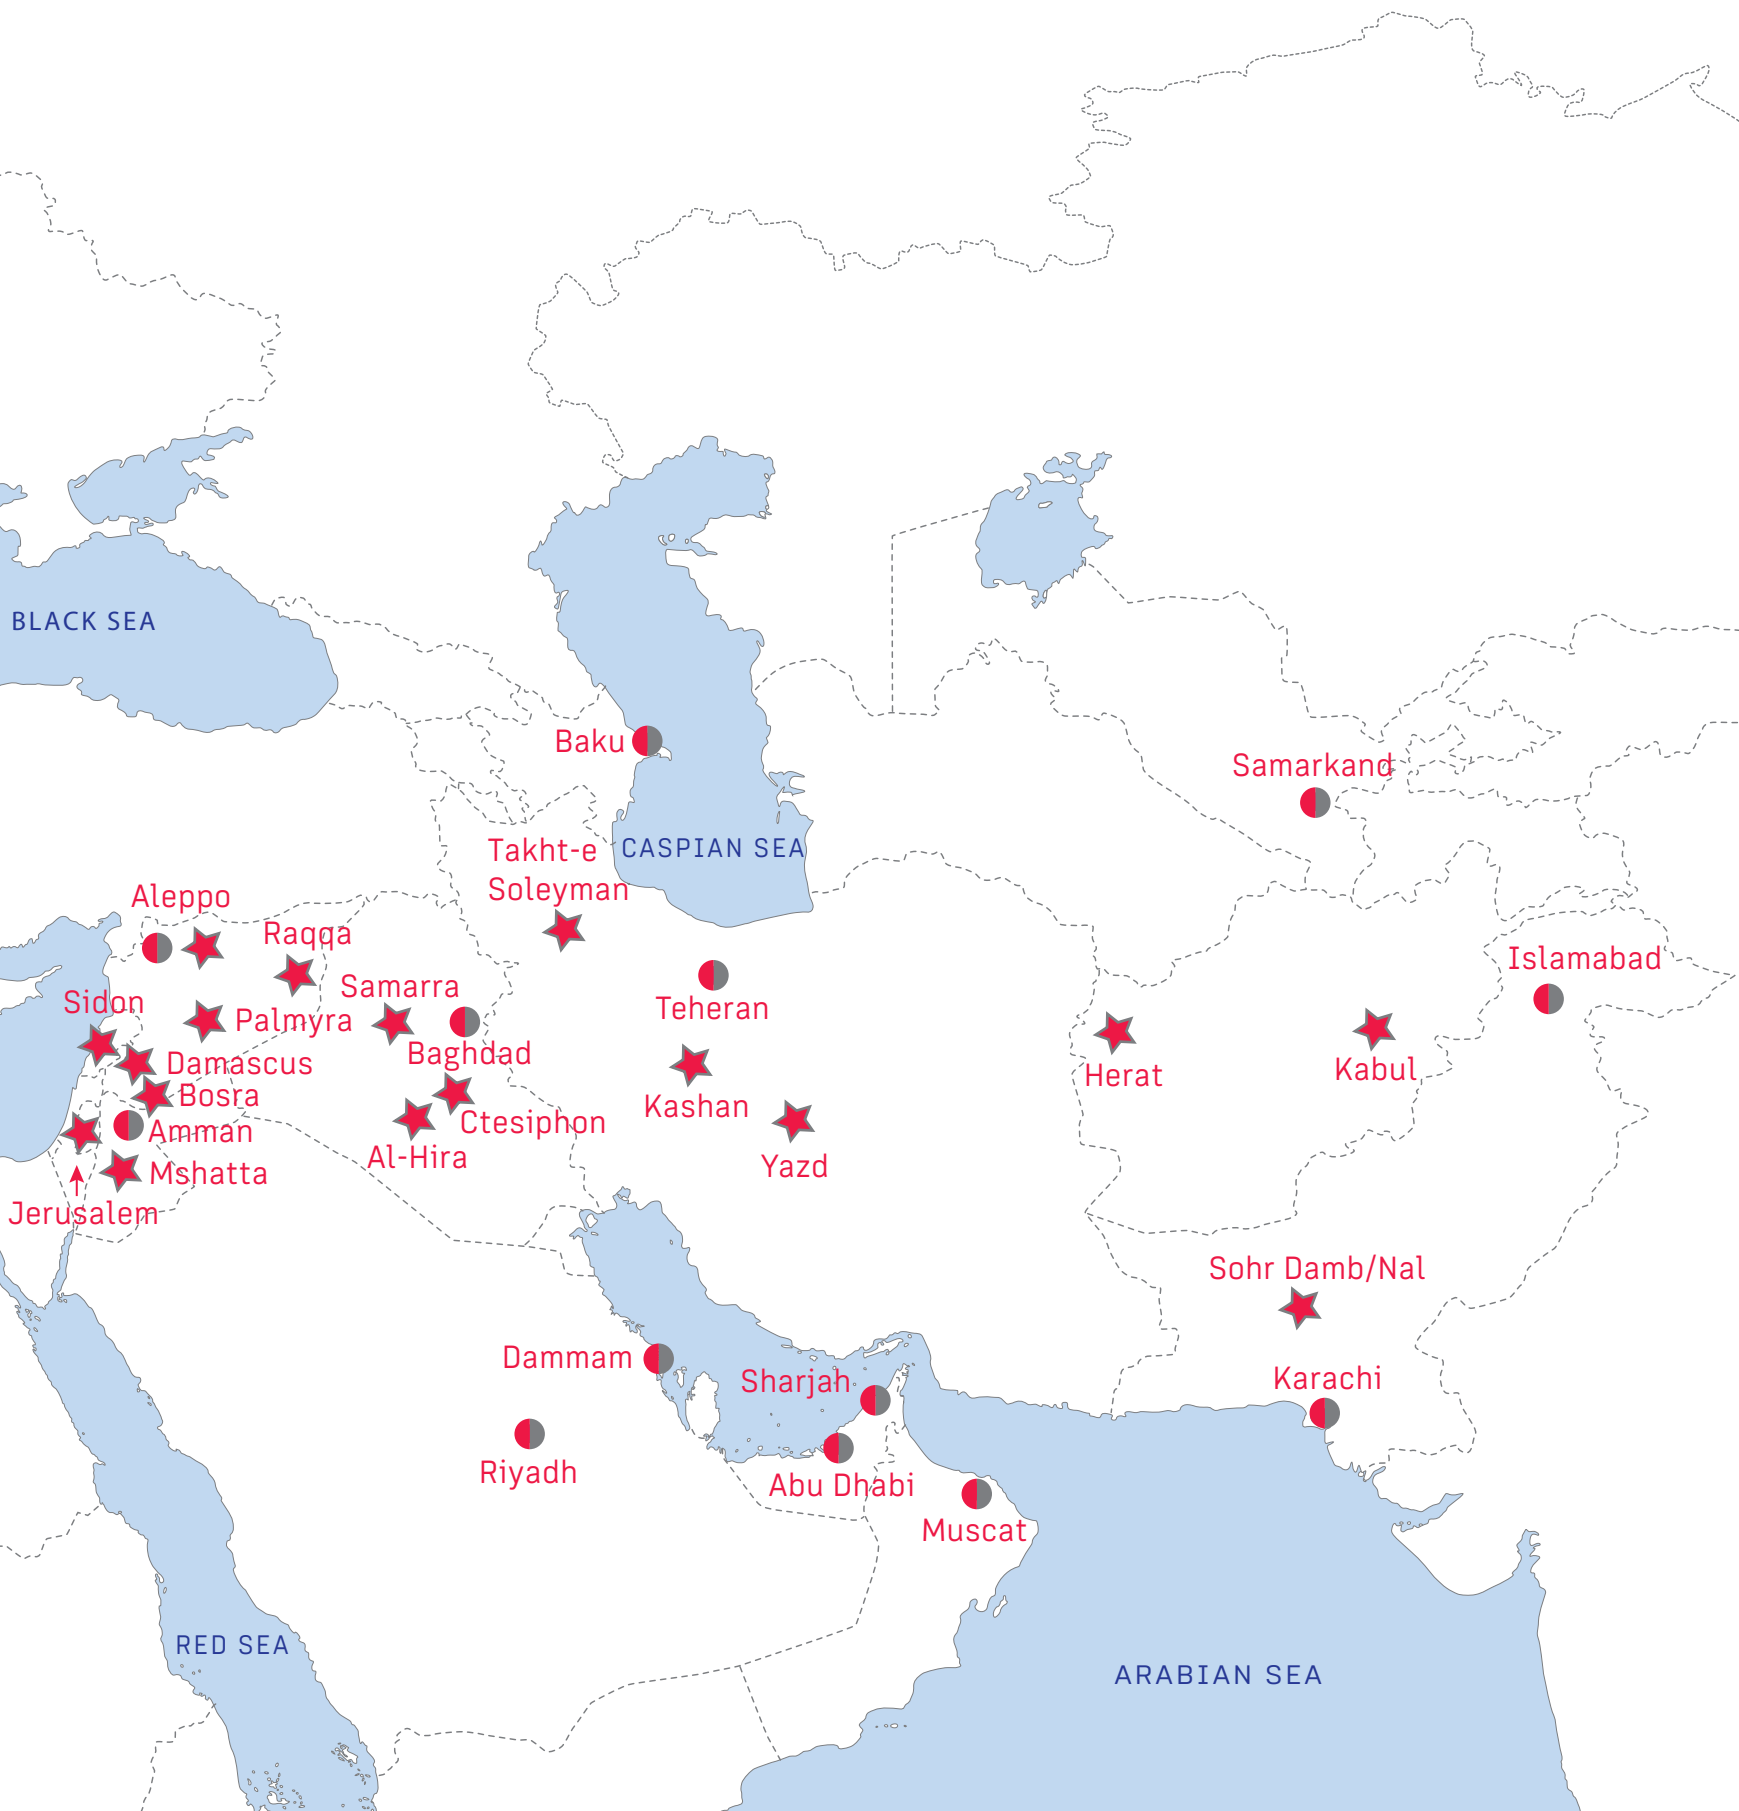 BLACK SEA
Baku
Samarkand
CASPIAN SEA
Takht-e
Soleyman
Aleppo
Raqqa
Islamabad
Samarra
Sidon
Teheran
Palmyra
Baghdad
Damascus
Herat
Kabul
Bosra
Kashan
Ctesiphon
Amman
Al-Hira
Yazd
Mshatta
Jerusalem
Sohr Damb/Nal
Dammam
Sharjah
Karachi
Riyadh
Abu Dhabi
Muscat
RED SEA
ARABIAN SEA